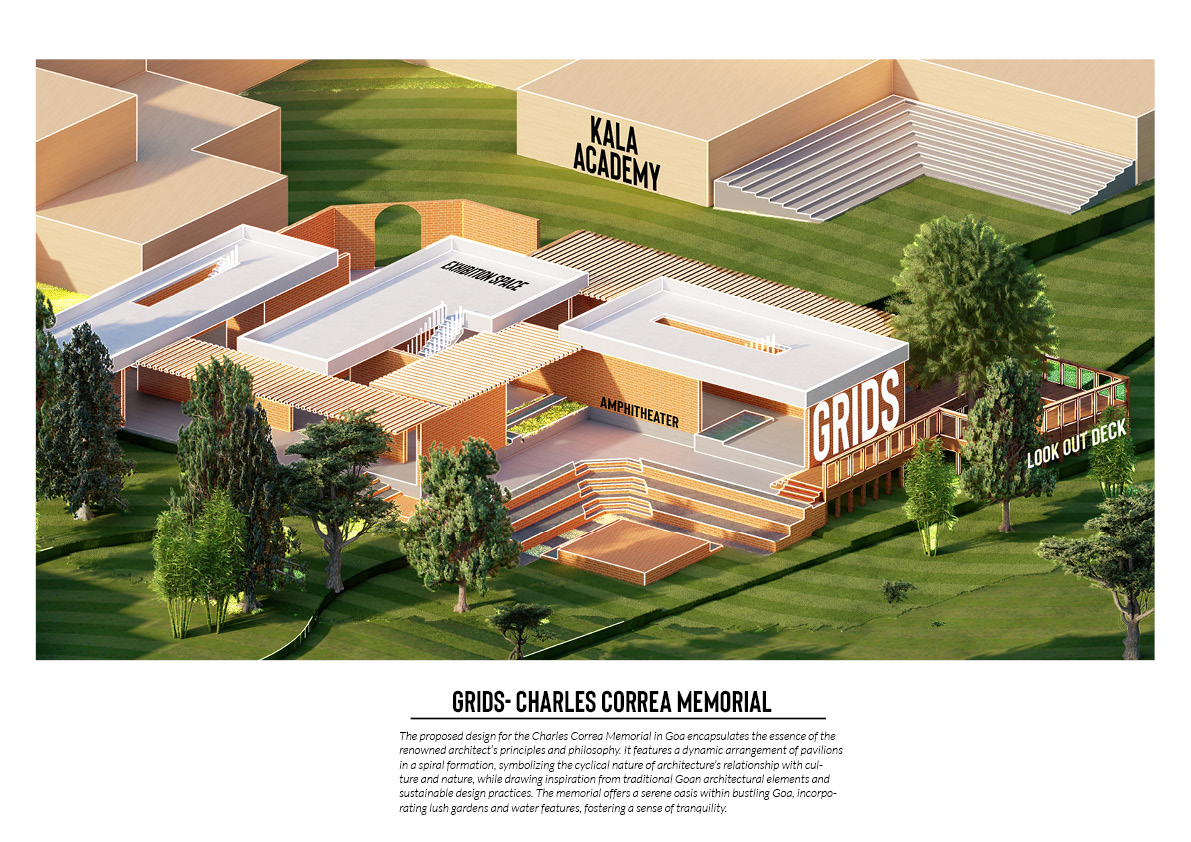 KALA
ACADEMY
EXHIBITION SPACE
AMPHITHEATER
GRIDS
LOOK OUT DECK
GRIDS- CHARLES CORREA MEMORIAL
The proposed design for the Charles Correa Memorial in Goa encapsulates the essence of the
renowned architect's principles and philosophy. It features a dynamic arrangement of pavilions
in a spiral formation, symbolizing the cyclical nature of architecture's relationship with cul-
ture and nature, while drawing inspiration from traditional Goan architectural elements and
sustainable design practices. The memorial offers a serene oasis within bustling Goa, incorpo-
rating lush gardens and water features, fostering a sense of tranquility.